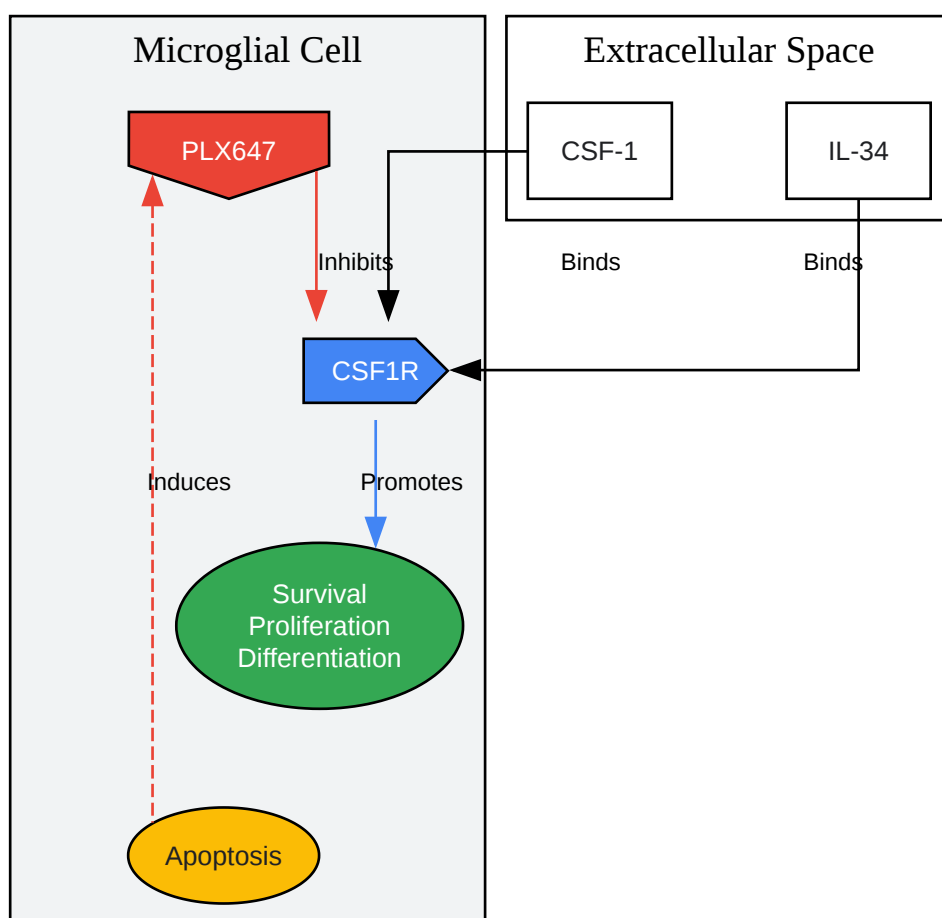 Microglial Cell
Extracellular Space
PLX647
CSF-1
IL-34
Inhibits
Binds
Binds
CSF1R
Induces
Promotes
Survival
Proliferation
Differentiation
Apoptosis